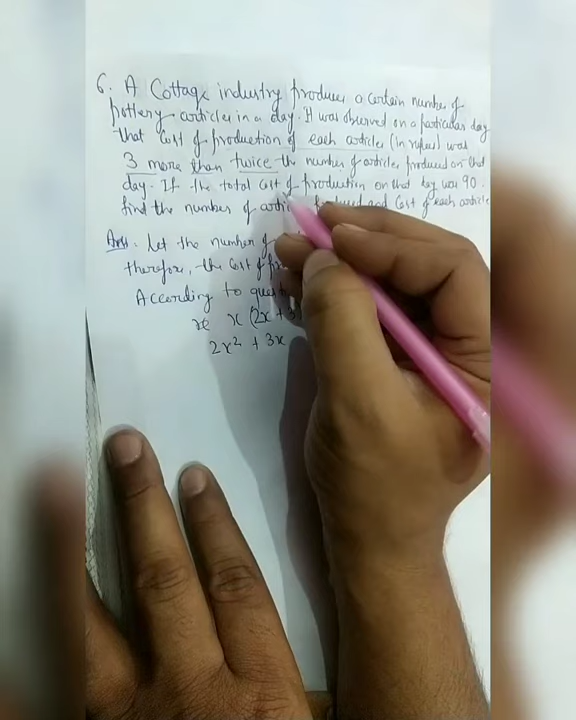 6. A Cottage industry produces a certain number of
pottery articles in a day. It was observed on a particular day
that Cost of production of each articles (in rupees) was
3 more than twice the number of articles produced on that
day. If the total Cost of production on that day was 90.
find the number of and Cost of each article
Ans. Let the number of
therefore, the Cost of
According to
x (2x + 3)
2x² + 3x